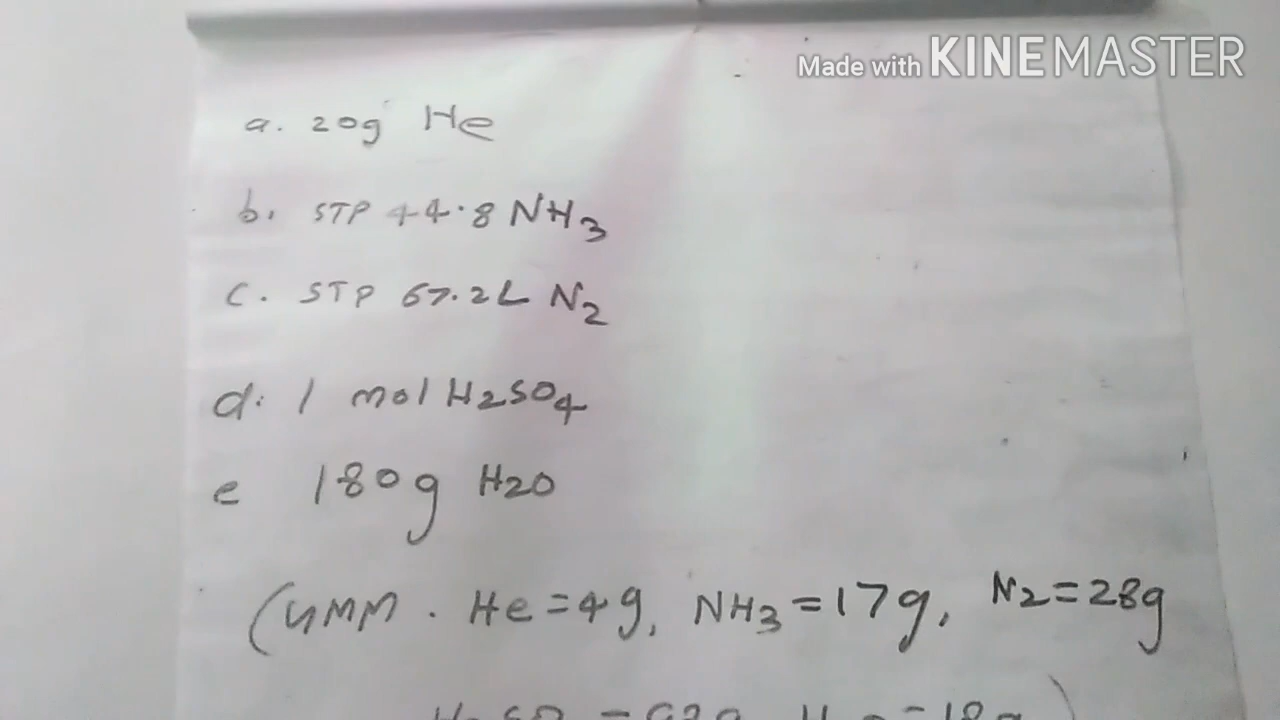 Made with KINEMASTER
a. 20g He
b. STP 44.8 NH3
c. STP 67.2L N2
d. 1 mol H2SO4
e 180g H2O
(GMM. He=4g, NH3=17g, N2=28g